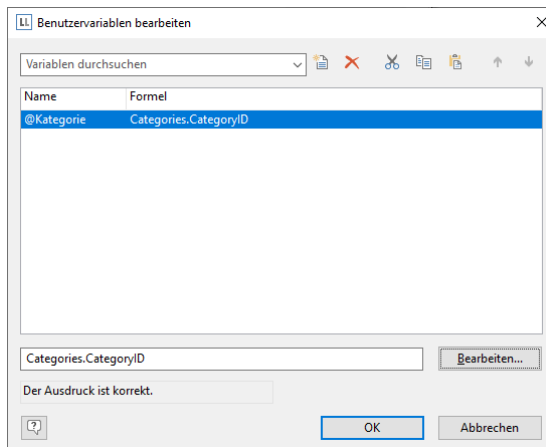 LL Benutzervariablen bearbeiten
Variablen durchsuchen
Name Formel
@Kategorie Categories.CategoryID
Categories.CategoryID Bearbeiten...
Der Ausdruck ist korrekt.
? OK Abbrechen